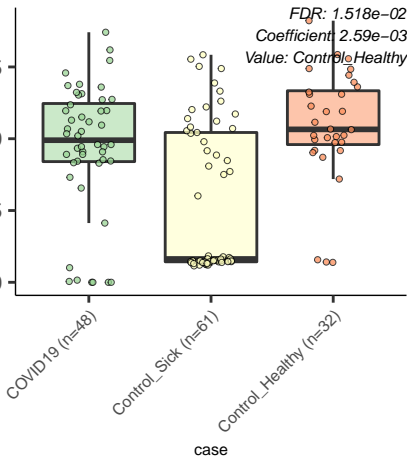 FDR: 1.518e−02
Coefficient: 2.59e−03
Value: Control_Healthy
COVID19 (n=48)
Control_Sick (n=61)
Control_Healthy (n=32)
case